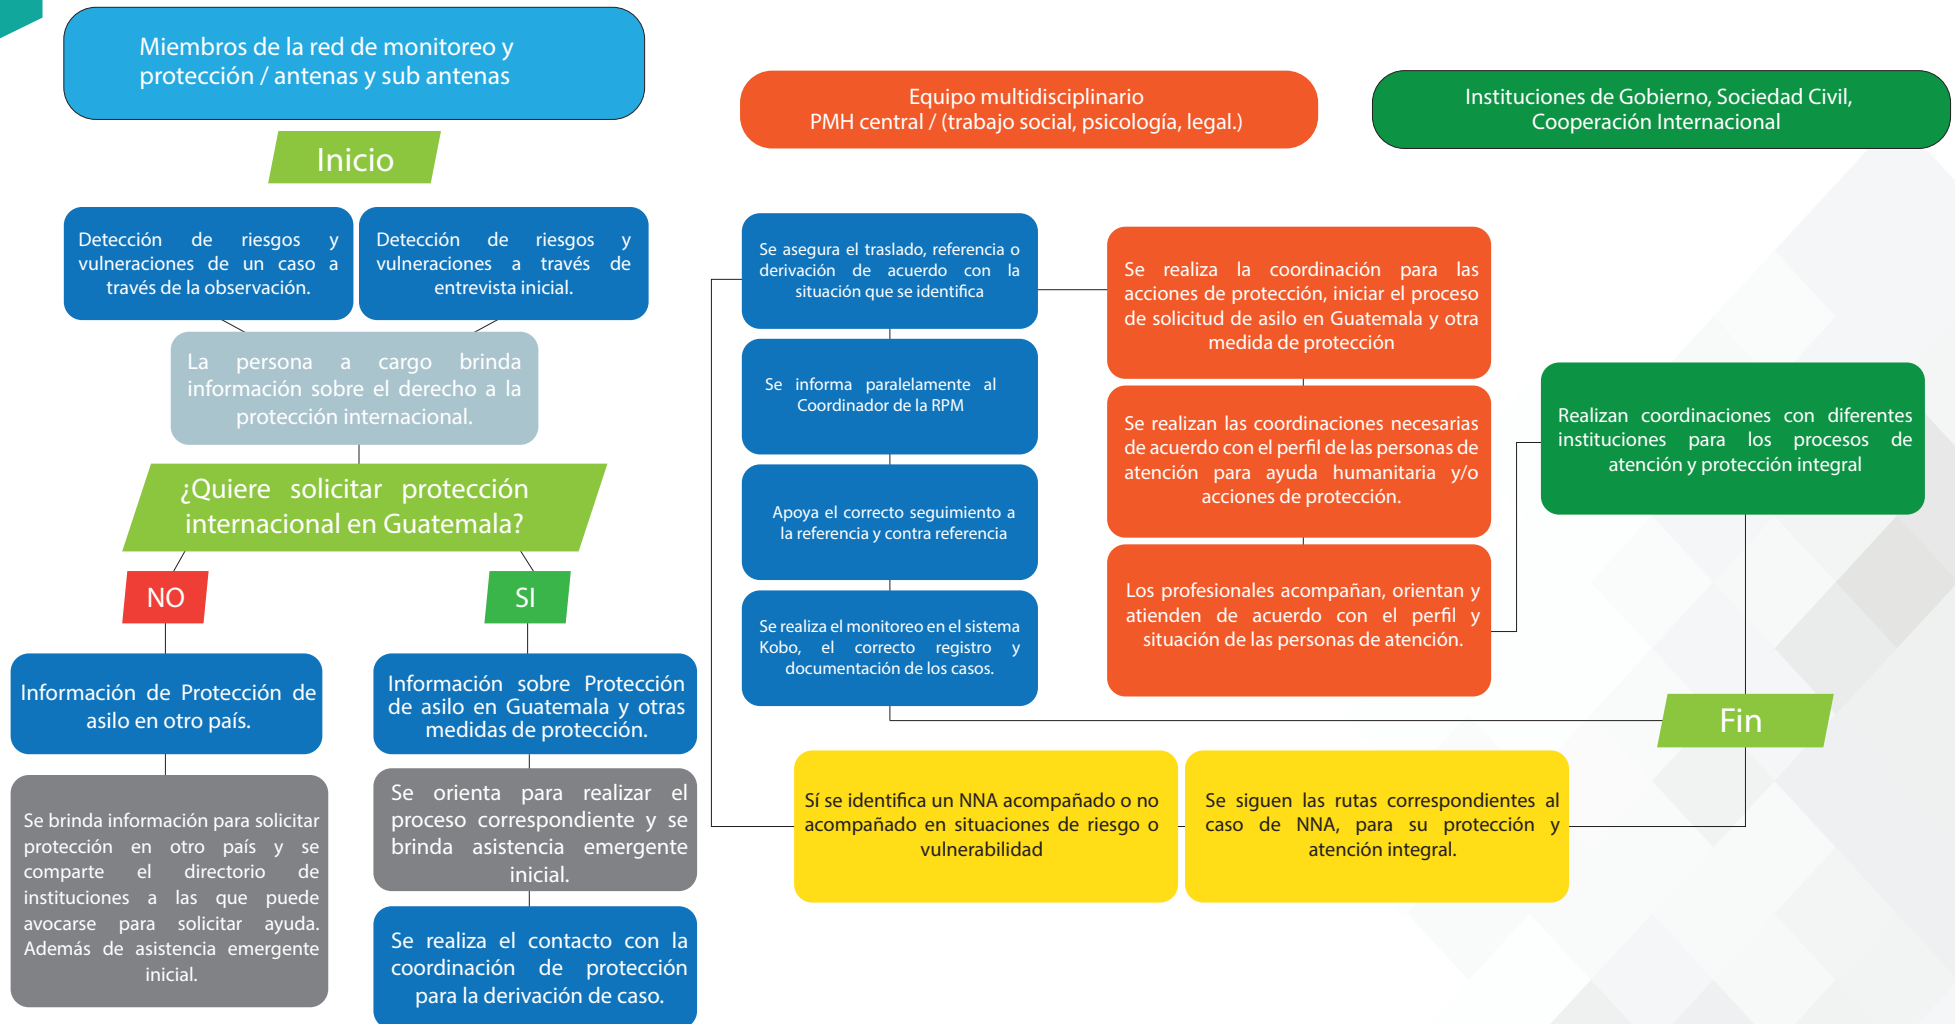 Miembros de la red de monitoreo y
protección / antenas y sub antenas
Equipo multidisciplinario
PMH central / (trabajo social, psicología, legal.)
Instituciones de Gobierno, Sociedad Civil,
Cooperación Internacional
Inicio
Detección de riesgos y
vulneraciones de un caso a
través de la observación.
Detección de riesgos y
vulneraciones a través de
entrevista inicial.
La persona a cargo brinda
información sobre el derecho a la
protección internacional.
¿Quiere solicitar protección
internacional en Guatemala?
NO
SI
Información de Protección de
asilo en otro país.
Se brinda información para solicitar
protección en otro país y se
comparte el directorio de
instituciones a las que puede
avocarse para solicitar ayuda.
Además de asistencia emergente
inicial.
Información sobre Protección
de asilo en Guatemala y otras
medidas de protección.
Se orienta para realizar el
proceso correspondiente y se
brinda asistencia emergente
inicial.
Se realiza el contacto con la
coordinación de protección
para la derivación de caso.
Se asegura el traslado, referencia o
derivación de acuerdo con la
situación que se identifica
Se informa paralelamente al
Coordinador de la RPM
Apoya el correcto seguimiento a
la referencia y contra referencia
Se realiza el monitoreo en el sistema
Kobo, el correcto registro y
documentación de los casos.
Se realiza la coordinación para las
acciones de protección, iniciar el proceso
de solicitud de asilo en Guatemala y otra
medida de protección
Se realizan las coordinaciones necesarias
de acuerdo con el perfil de las personas de
atención para ayuda humanitaria y/o
acciones de protección.
Los profesionales acompañan, orientan y
atienden de acuerdo con el perfil y
situación de las personas de atención.
Realizan coordinaciones con diferentes
instituciones para los procesos de
atención y protección integral
Fin
Sí se identifica un NNA acompañado o no
acompañado en situaciones de riesgo o
vulnerabilidad
Se siguen las rutas correspondientes al
caso de NNA, para su protección y
atención integral.